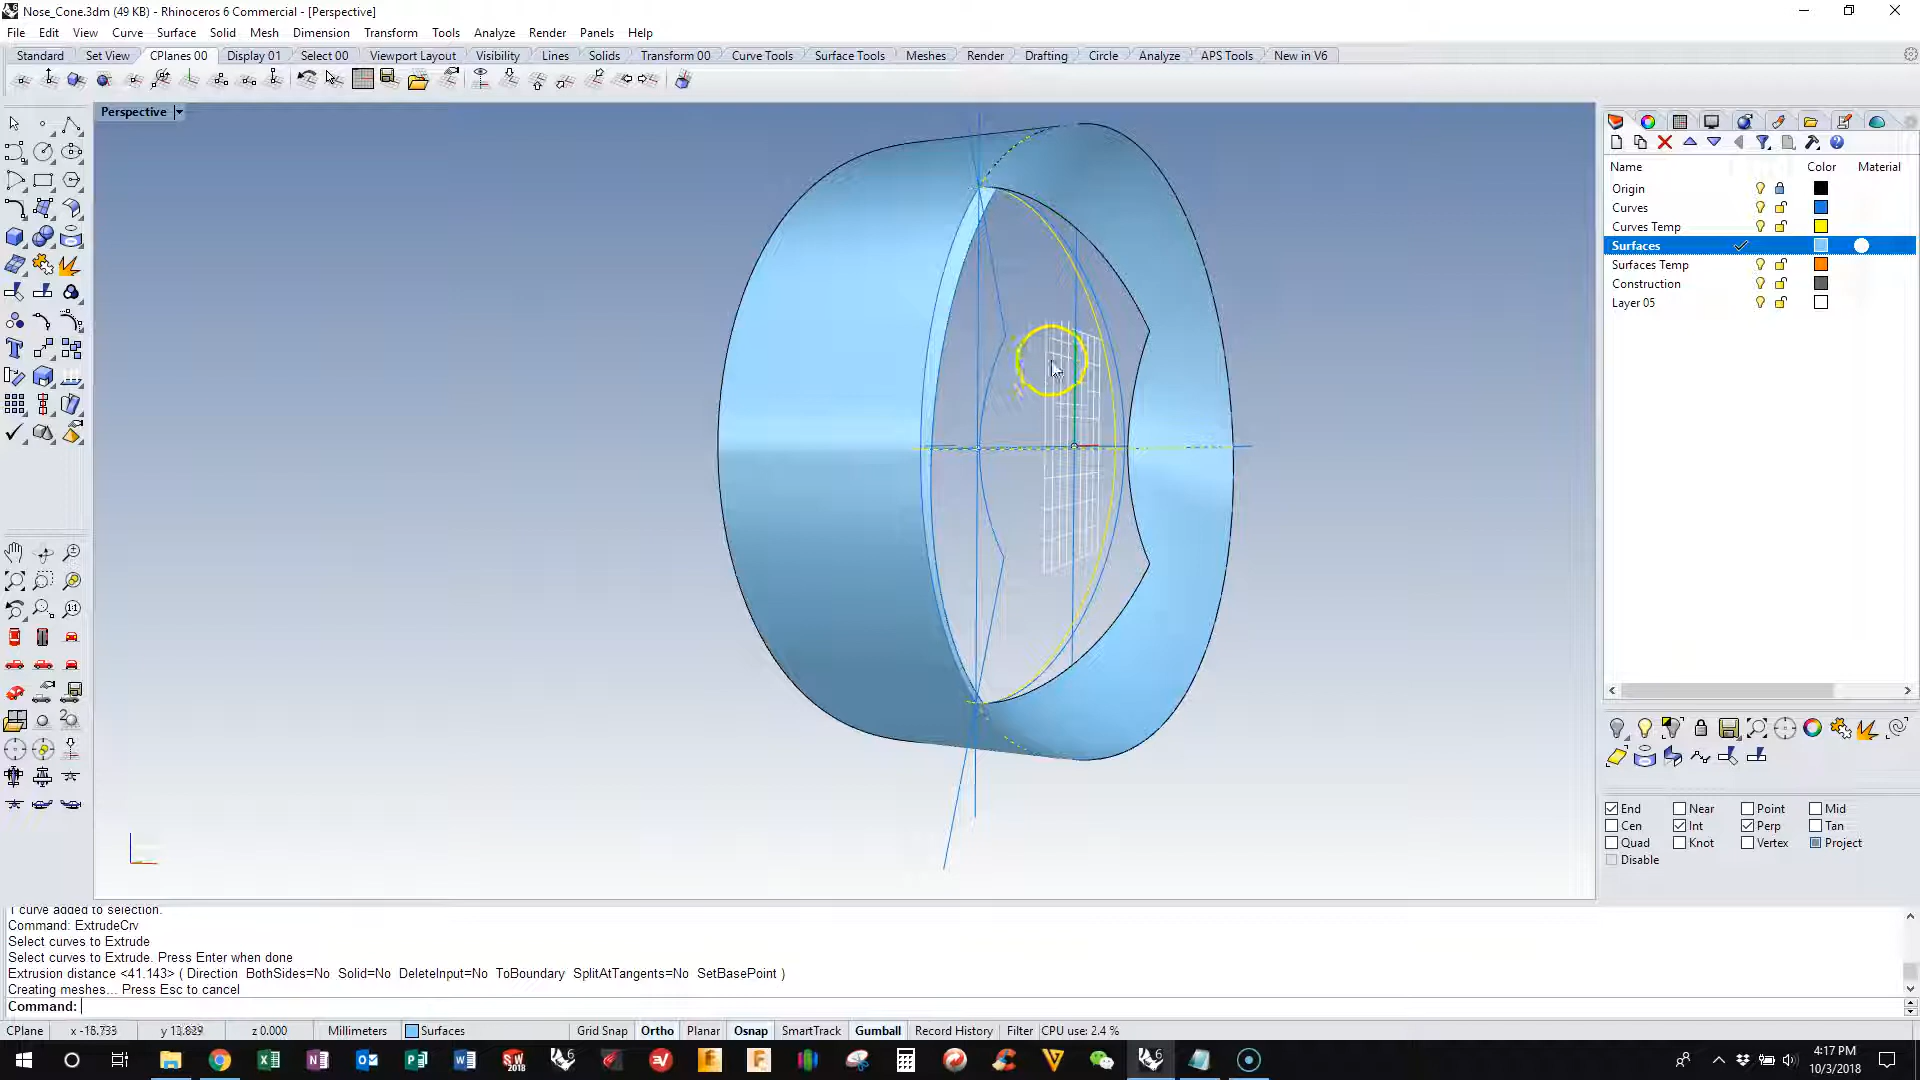 Nose_Cone.3dm (49 KB) - Rhinoceros 6 Commercial - [Perspective]
File Edit View Curve Surface Solid Mesh Dimension Transform Tools Analyze Render Panels Help
Standard Set View CPlanes 00 Display 01 Select 00 Viewport Layout Visibility Lines Solids Transform 00 Curve Tools Surface Tools Meshes Render Drafting Circle Analyze APS Tools New in V6
Perspective
Name Color Material
Origin
Curves
Curves Temp
Surfaces
Surfaces Temp
Construction
Layer 05
End Near Point Mid
Cen Int Perp Tan
Quad Knot Vertex Project
Disable
1 curve added to selection.
Command: ExtrudeCrv
Select curves to Extrude
Select curves to Extrude. Press Enter when done
Extrusion distance <41.143> ( Direction BothSides=No Solid=No DeleteInput=No ToBoundary SplitAtTangents=No SetBasePoint )
Creating meshes... Press Esc to cancel
Command:
CPlane x -18.733 y 13.829 z 0.000 Millimeters Surfaces Grid Snap Ortho Planar Osnap SmartTrack Gumball Record History Filter CPU use: 2.4 %
4:17 PM
10/3/2018